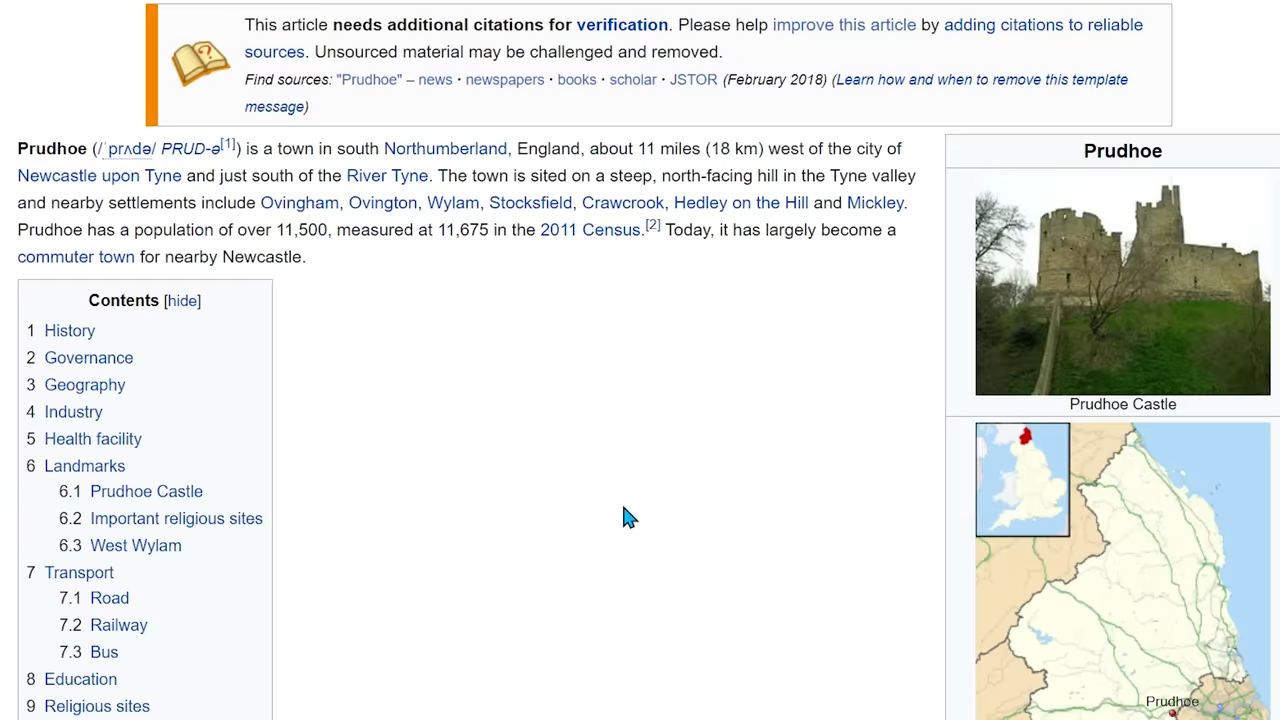 This article needs additional citations for verification. Please help improve this article by adding citations to reliable
sources. Unsourced material may be challenged and removed.
Find sources: "Prudhoe" – news · newspapers · books · scholar · JSTOR (February 2018) (Learn how and when to remove this template
message)
Prudhoe (/ˈprʌdə/ PRUD-ə[1]) is a town in south Northumberland, England, about 11 miles (18 km) west of the city of
Newcastle upon Tyne and just south of the River Tyne. The town is sited on a steep, north-facing hill in the Tyne valley
and nearby settlements include Ovingham, Ovington, Wylam, Stocksfield, Crawcrook, Hedley on the Hill and Mickley.
Prudhoe has a population of over 11,500, measured at 11,675 in the 2011 Census.[2] Today, it has largely become a
commuter town for nearby Newcastle.
Contents [hide]
1 History
2 Governance
3 Geography
4 Industry
5 Health facility
6 Landmarks
6.1 Prudhoe Castle
6.2 Important religious sites
6.3 West Wylam
7 Transport
7.1 Road
7.2 Railway
7.3 Bus
8 Education
9 Religious sites
Prudhoe
Prudhoe Castle
Prudhoe